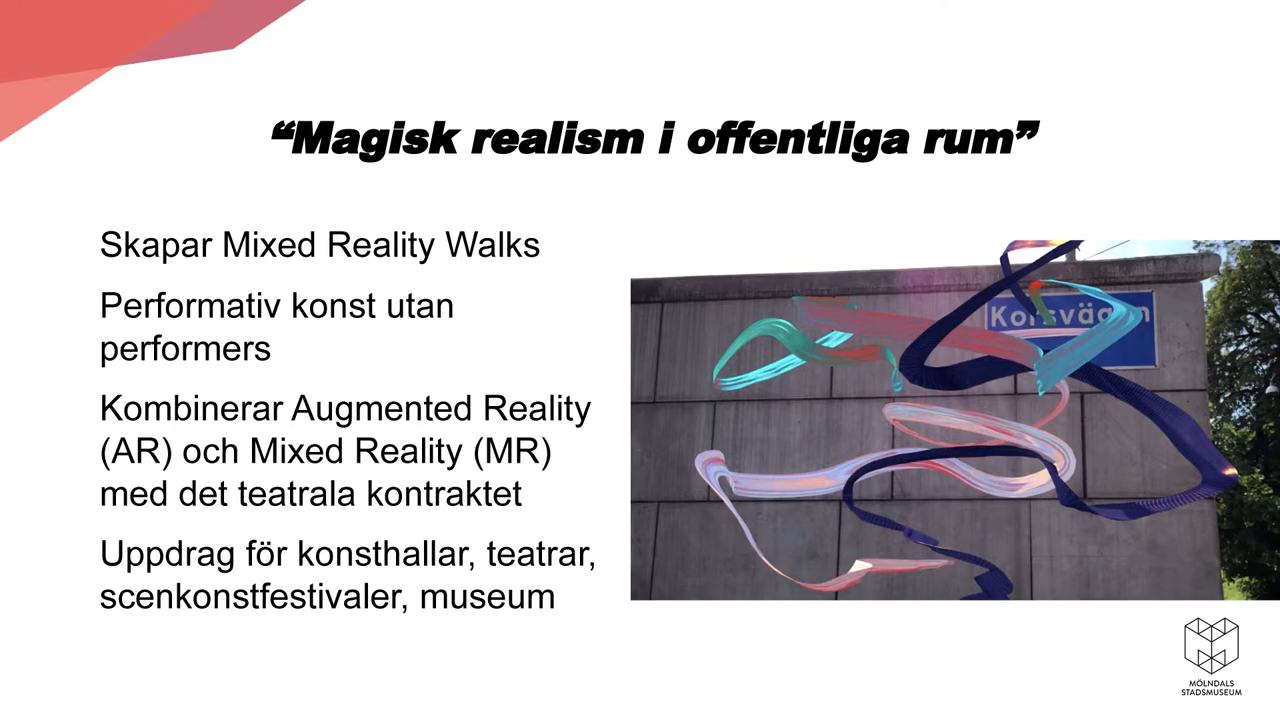 “Magisk realism i offentliga rum”
Skapar Mixed Reality Walks
Performativ konst utan
performers
Kombinerar Augmented Reality
(AR) och Mixed Reality (MR)
med det teatrala kontraktet
Uppdrag för konsthallar, teatrar,
scenkonstfestivaler, museum
Korsvägen
MÖLNDALS
STADSMUSEUM